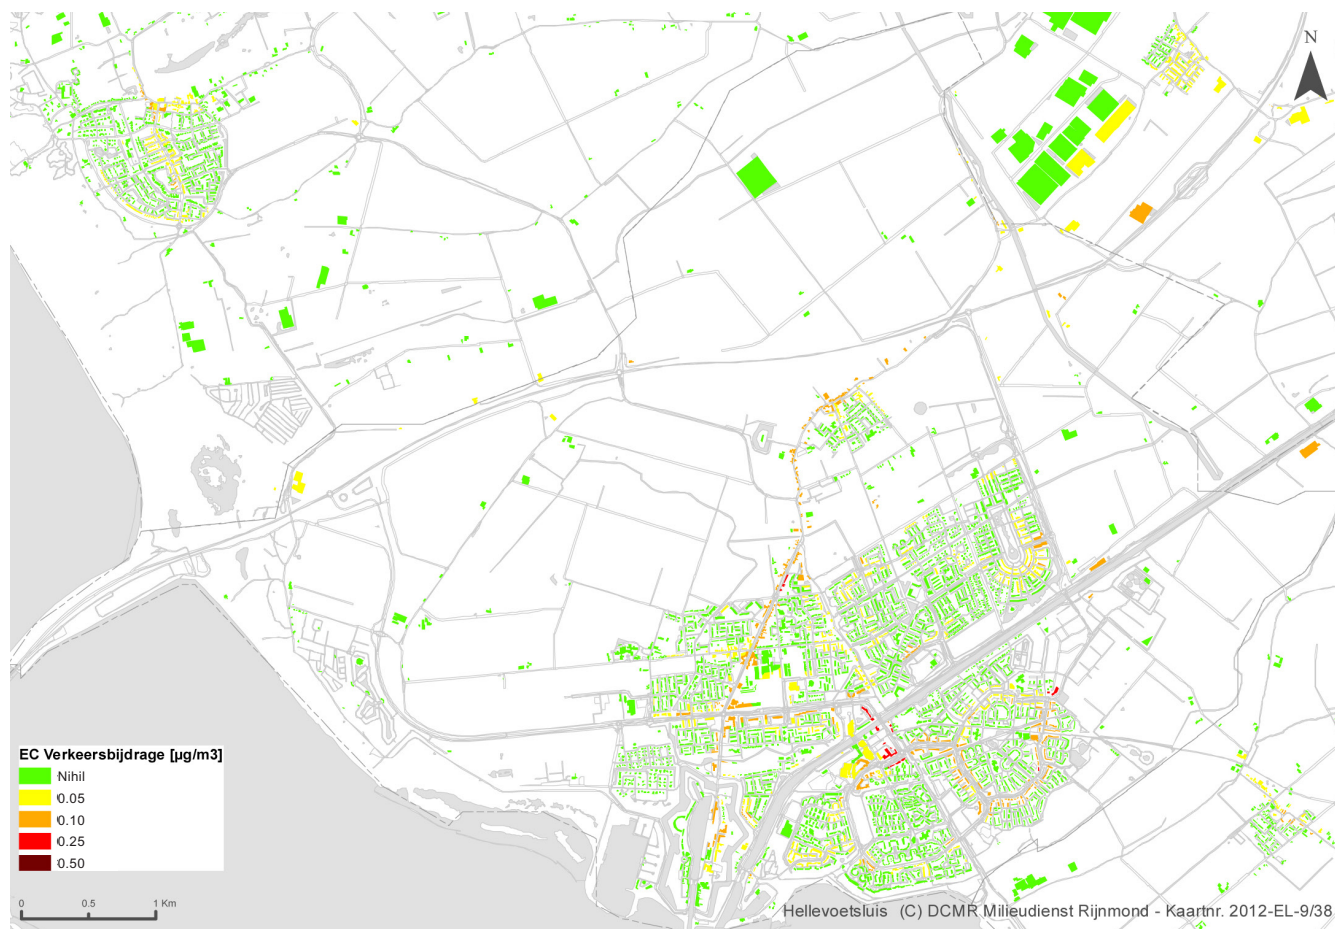 N
EC Verkeersbijdrage [µg/m3]
Nihil
0.05
0.10
0.25
0.50
0 0.5 1 Km
Hellevoetsluis (C) DCMR Milieudienst Rijnmond - Kaartnr. 2012-EL-9/38